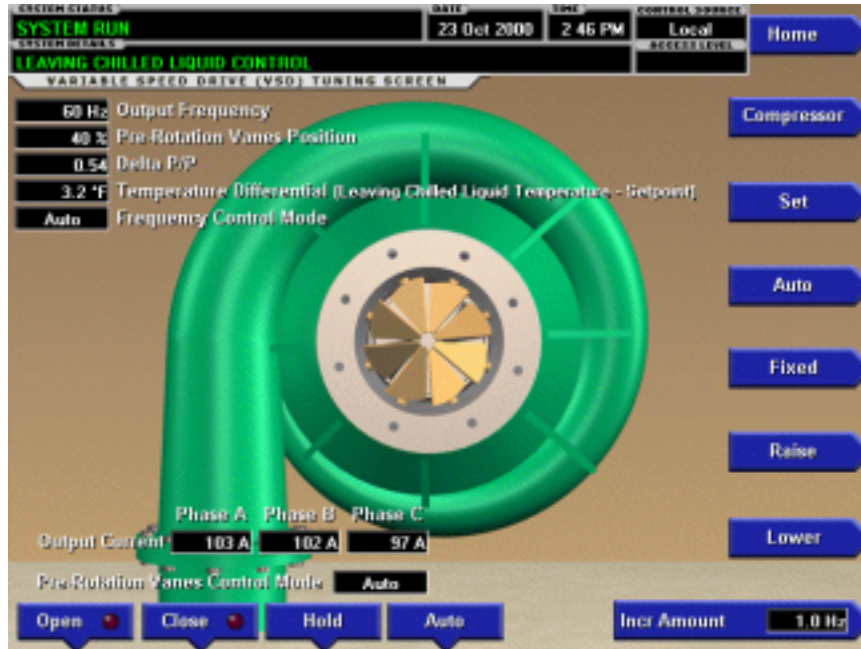 SYSTEM STATUS
SYSTEM RUN
DATE
23 Oct 2000
TIME
2 46 PM
CONTROL SOURCE
Local
SYSTEM DETAILS
LEAVING CHILLED LIQUID CONTROL
ACCESS LEVEL
VARIABLE SPEED DRIVE (VSD) TUNING SCREEN
60 Hz Output Frequency
40 % Pre-Rotation Vanes Position
0.54 Delta P/P
3.2 °F Temperature Differential (Leaving Chilled Liquid Temperature - Setpoint)
Auto Frequency Control Mode
Home
Compressor
Set
Auto
Fixed
Raise
Lower
Phase A Phase B Phase C
Output Current 103 A 102 A 97 A
Pre-Rotation Vanes Control Mode Auto
Open Close Hold Auto
Incr Amount 1.0 Hz